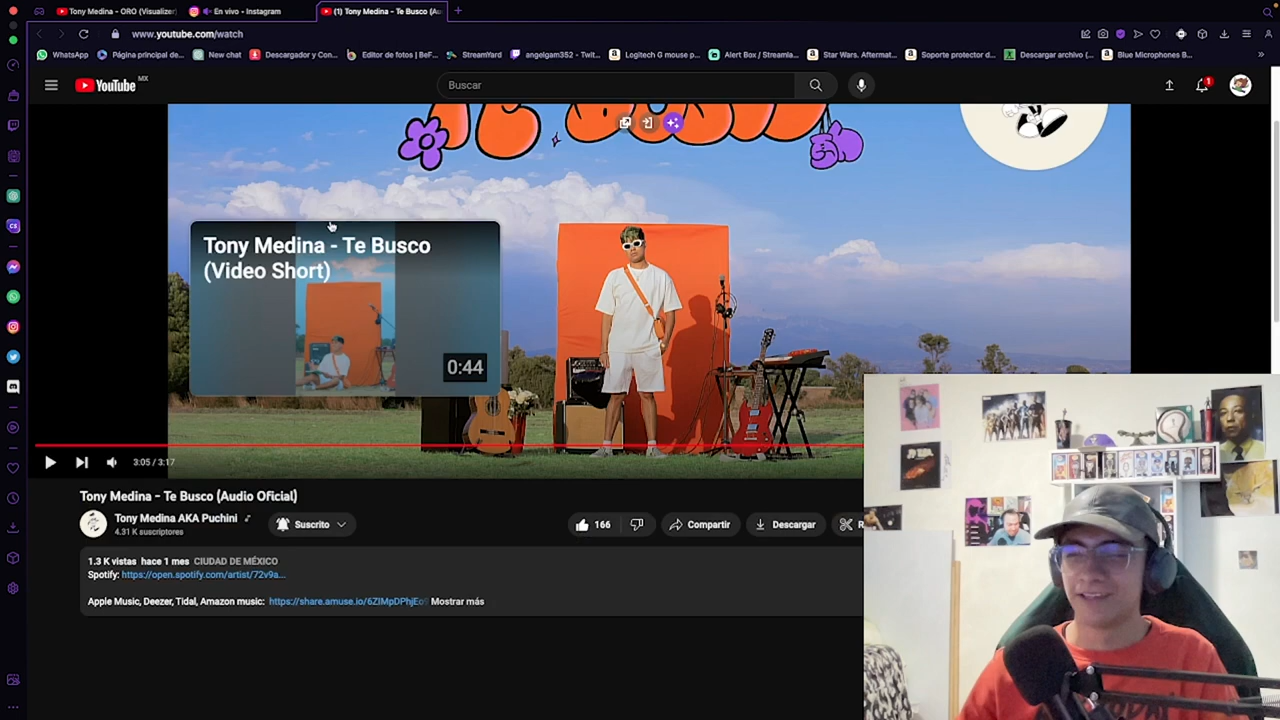 Tony Medina - ORO (Visualizer)
En vivo - Instagram
(1) Tony Medina - Te Busco (Au
www.youtube.com/watch
WhatsApp
Página principal de...
New chat
Descargador y Con...
Editor de fotos | BeF...
StreamYard
angelgam352 - Twit...
Logitech G mouse p...
Alert Box / Streamla...
Star Wars. Aftermat...
Soporte protector d...
Descargar archivo (...
Blue Microphones B...
YouTube MX
Buscar
1
Tony Medina - Te Busco
(Video Short)
0:44
3:05 / 3:17
Tony Medina - Te Busco (Audio Oficial)
Tony Medina AKA Puchini
4.31 K suscriptores
Suscrito
166
Compartir
Descargar
R
1.3 K vistas hace 1 mes CIUDAD DE MÉXICO
Spotify: https://open.spotify.com/artist/72v9a...
Apple Music, Deezer, Tidal, Amazon music: https://share.amuse.io/6ZIMpDPhjEo
Mostrar más